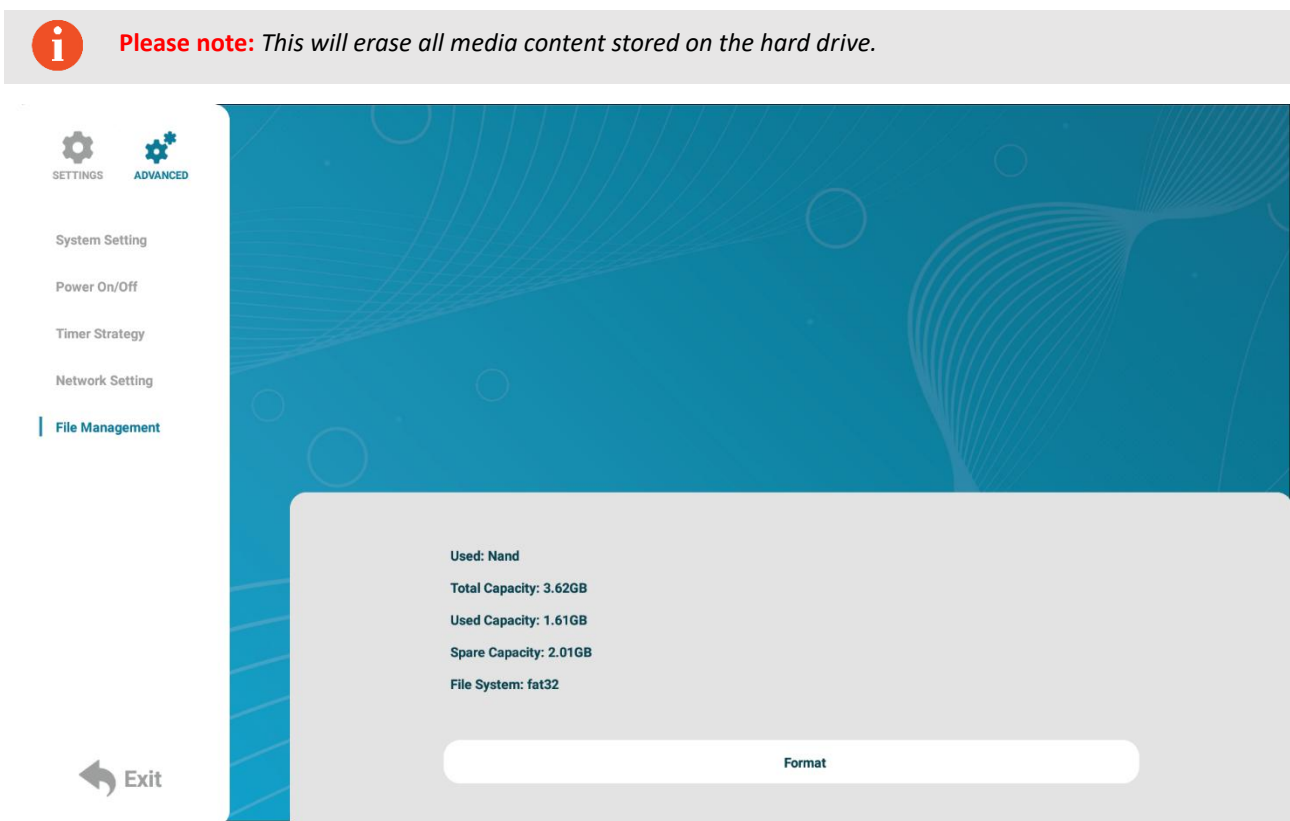 Please note: This will erase all media content stored on the hard drive.
SETTINGS
ADVANCED
System Setting
Power On/Off
Timer Strategy
Network Setting
File Management
Used: Nand
Total Capacity: 3.62GB
Used Capacity: 1.61GB
Spare Capacity: 2.01GB
File System: fat32
Format
Exit